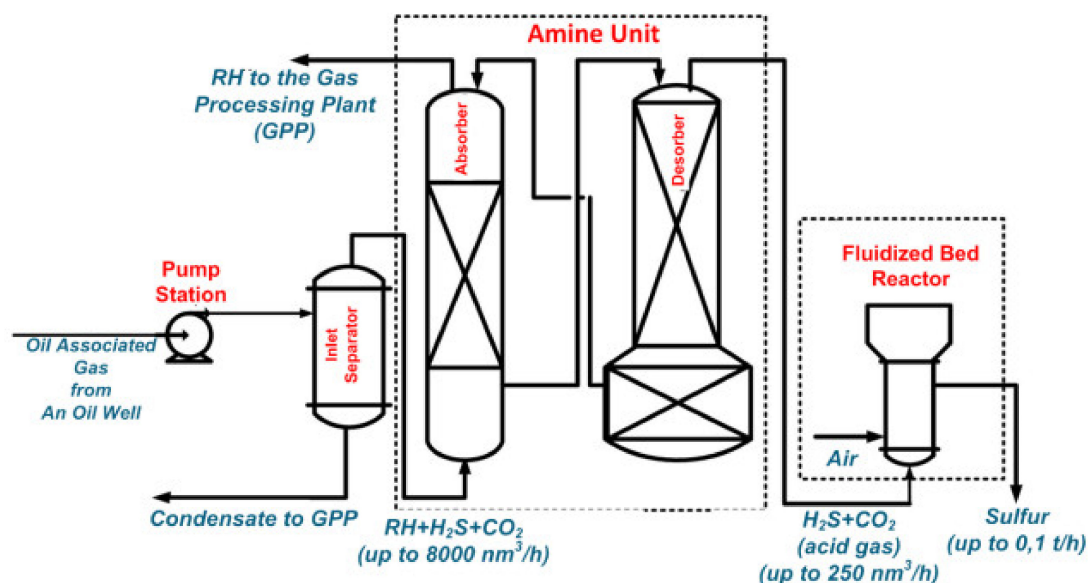 Amine Unit
RH to the Gas
Processing Plant
(GPP)
Absorber
Desorber
Pump
Station
Inlet
Separator
Fluidized Bed
Reactor
Oil Associated
Gas
from
An Oil Well
Air
Condensate to GPP
RH+H₂S+CO₂
(up to 8000 nm³/h)
H₂S+CO₂
(acid gas)
(up to 250 nm³/h)
Sulfur
(up to 0,1 t/h)